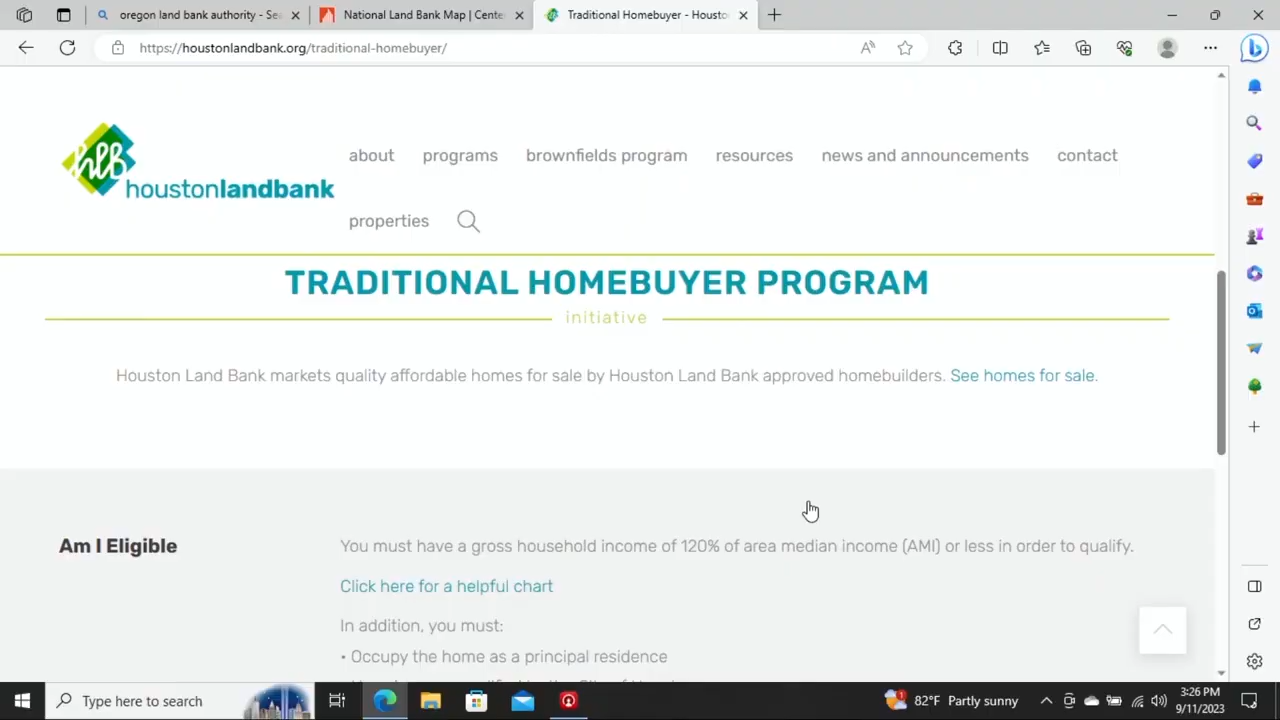 oregon land bank authority - Se
National Land Bank Map | Cente
Traditional Homebuyer - Housto
https://houstonlandbank.org/traditional-homebuyer/
hlb
houstonlandbank
about programs brownfields program resources news and announcements contact
properties
TRADITIONAL HOMEBUYER PROGRAM
initiative
Houston Land Bank markets quality affordable homes for sale by Houston Land Bank approved homebuilders. See homes for sale.
Am I Eligible
You must have a gross household income of 120% of area median income (AMI) or less in order to qualify.
Click here for a helpful chart
In addition, you must:
• Occupy the home as a principal residence
Type here to search
1
82°F Partly sunny
3:26 PM
9/11/2023